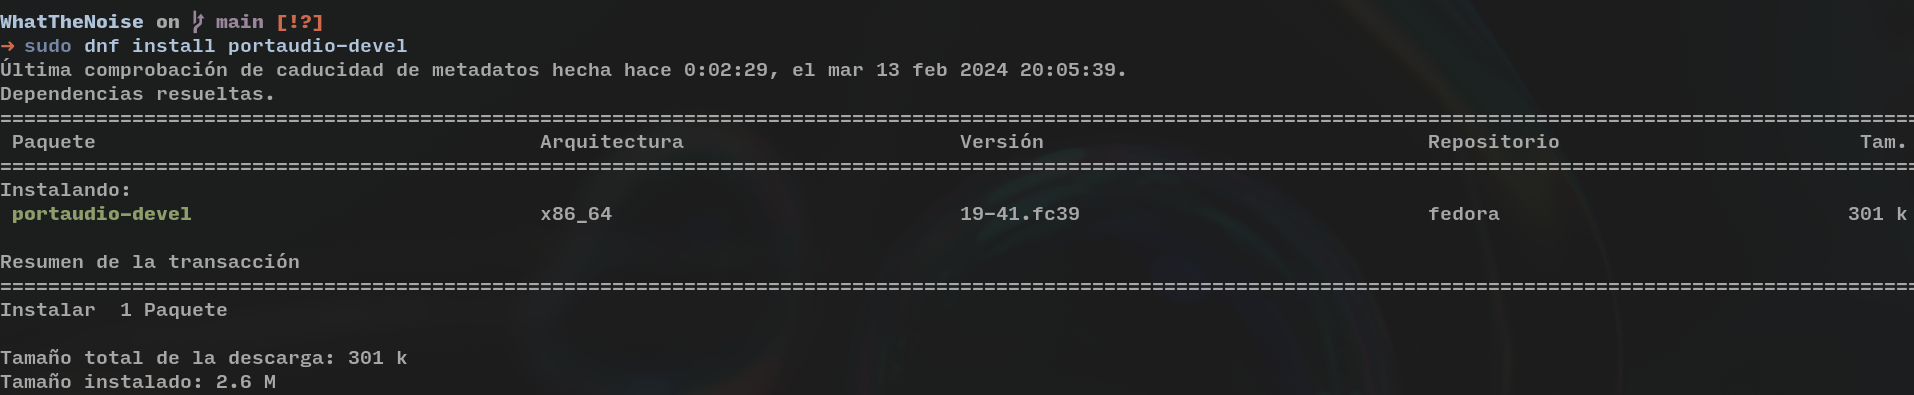 WhatTheNoise on main [!?]
→ sudo dnf install portaudio-devel
Última comprobación de caducidad de metadatos hecha hace 0:02:29, el mar 13 feb 2024 20:05:39.
Dependencias resueltas.
================================================================================
Paquete Arquitectura Versión Repositorio Tam.
================================================================================
Instalando:
portaudio-devel x86_64 19-41.fc39 fedora 301 k
Resumen de la transacción
================================================================================
Instalar 1 Paquete
Tamaño total de la descarga: 301 k
Tamaño instalado: 2.6 M